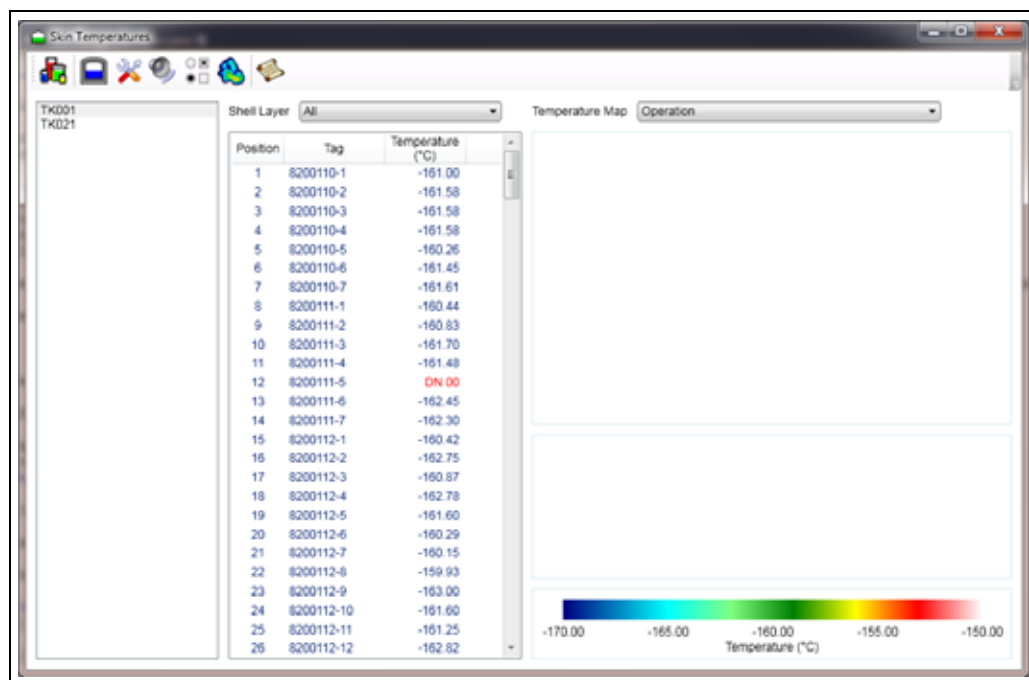 Skin Temperatures
TK001
TK021
Shell Layer All
Temperature Map Operation
Position Tag Temperature (°C)
1 8200110-1 -161.00
2 8200110-2 -161.58
3 8200110-3 -161.58
4 8200110-4 -161.58
5 8200110-5 -160.26
6 8200110-6 -161.45
7 8200110-7 -161.61
8 8200111-1 -160.44
9 8200111-2 -160.83
10 8200111-3 -161.70
11 8200111-4 -161.48
12 8200111-5 DN 00
13 8200111-6 -162.45
14 8200111-7 -162.30
15 8200112-1 -160.42
16 8200112-2 -162.75
17 8200112-3 -160.87
18 8200112-4 -162.78
19 8200112-5 -161.60
20 8200112-6 -160.29
21 8200112-7 -160.15
22 8200112-8 -159.93
23 8200112-9 -163.00
24 8200112-10 -161.60
25 8200112-11 -161.25
26 8200112-12 -162.82
-170.00 -165.00 -160.00 -155.00 -150.00
Temperature (°C)